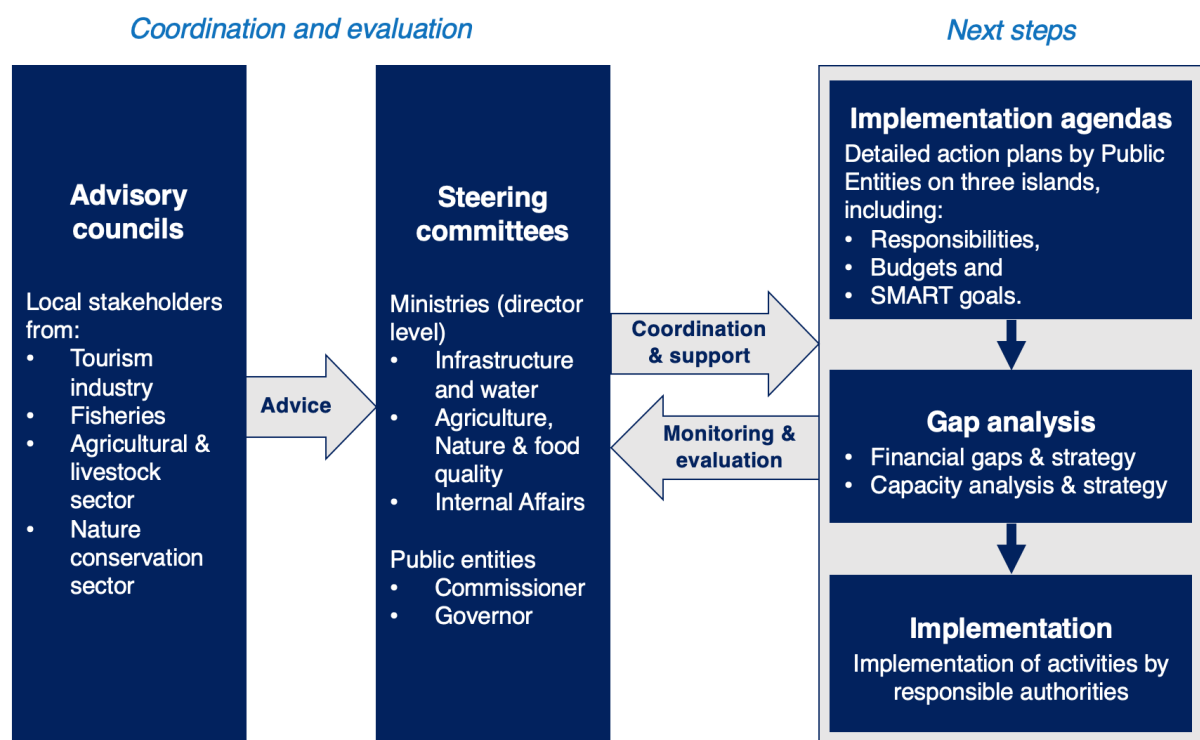 Coordination and evaluation
Next steps
Advisory
councils
Local stakeholders
from:
• Tourism
industry
• Fisheries
• Agricultural &
livestock
sector
• Nature
conservation
sector
Advice
Steering
committees
Ministries (director
level)
• Infrastructure
and water
• Agriculture,
Nature & food
quality
• Internal Affairs
Public entities
• Commissioner
• Governor
Coordination
& support
Monitoring &
evaluation
Implementation agendas
Detailed action plans by Public
Entities on three islands,
including:
• Responsibilities,
• Budgets and
• SMART goals.
Gap analysis
• Financial gaps & strategy
• Capacity analysis & strategy
Implementation
Implementation of activities by
responsible authorities